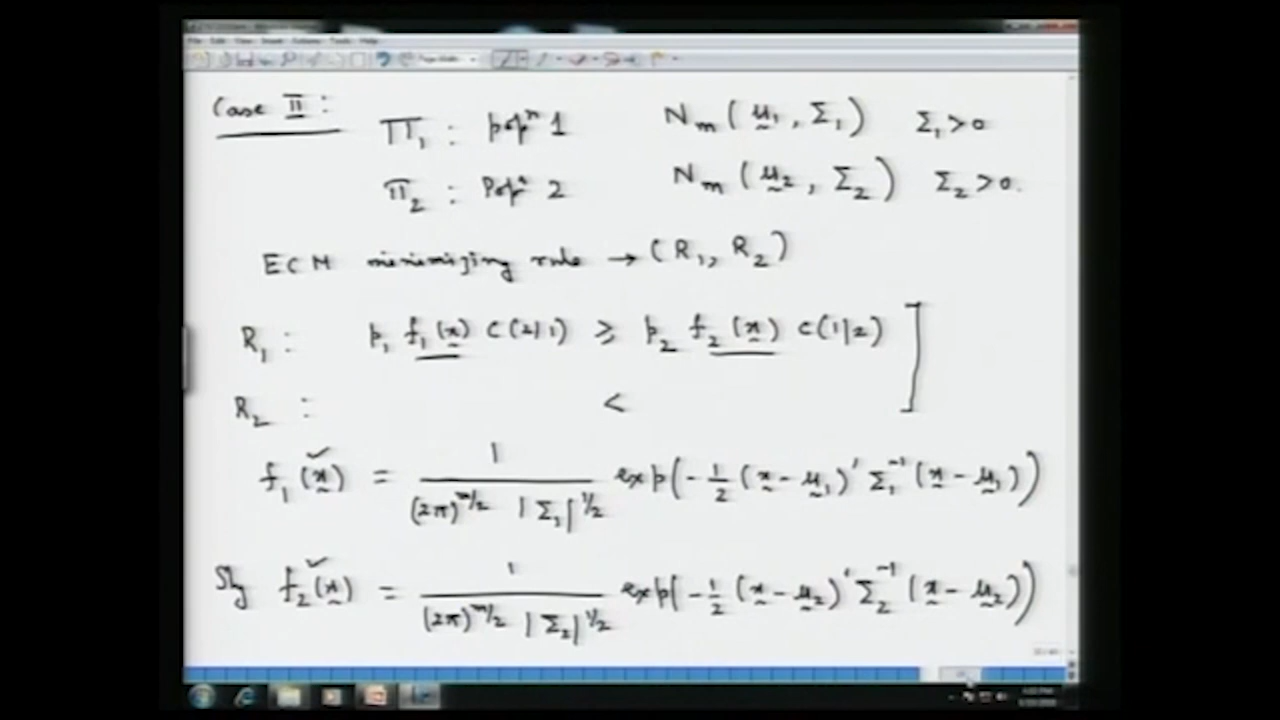 Case II :
Π₁ : popⁿ 1 Nₘ ( μ₁ , Σ₁ ) Σ₁ > 0
Π₂ : Popⁿ 2 Nₘ ( μ₂ , Σ₂ ) Σ₂ > 0.
ECM minimizing rule → ( R₁, R₂ )
R₁ : p₁ f₁(x) c(2|1) ≥ p₂ f₂(x) c(1|2)
R₂ : <
f₁(x) = 1 / ((2π)^{m/2} |Σ₁|^{1/2}) exp(-1/2 (x - μ₁)' Σ₁⁻¹ (x - μ₁))
Sly f₂(x) = 1 / ((2π)^{m/2} |Σ₂|^{1/2}) exp(-1/2 (x - μ₂)' Σ₂⁻¹ (x - μ₂))